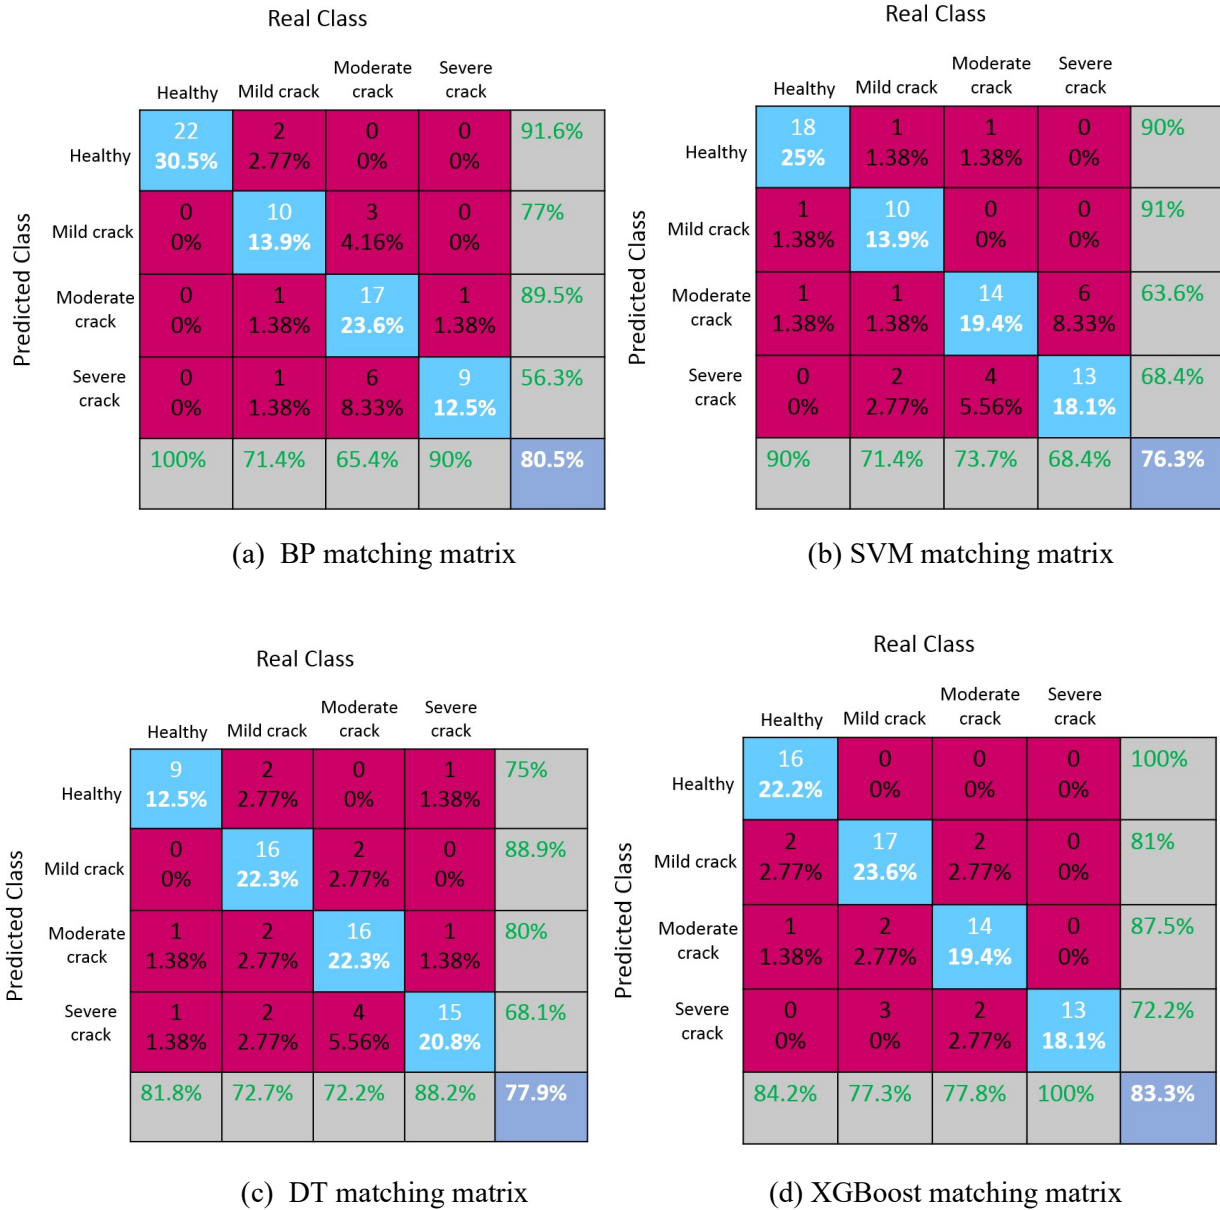 Real Class
Healthy Mild crack Moderate crack Severe crack
Predicted Class
Healthy 22 2 0 0 91.6%
30.5% 2.77% 0% 0%
Mild crack 0 10 3 0 77%
0% 13.9% 4.16% 0%
Moderate crack 0 1 17 1 89.5%
0% 1.38% 23.6% 1.38%
Severe crack 0 1 6 9 56.3%
0% 1.38% 8.33% 12.5%
100% 71.4% 65.4% 90% 80.5%
(a) BP matching matrix
Real Class
Healthy Mild crack Moderate crack Severe crack
Predicted Class
Healthy 18 1 1 0 90%
25% 1.38% 1.38% 0%
Mild crack 1 10 0 0 91%
1.38% 13.9% 0% 0%
Moderate crack 1 1 14 6 63.6%
1.38% 1.38% 19.4% 8.33%
Severe crack 0 2 4 13 68.4%
0% 2.77% 5.56% 18.1%
90% 71.4% 73.7% 68.4% 76.3%
(b) SVM matching matrix
Real Class
Healthy Mild crack Moderate crack Severe crack
Predicted Class
Healthy 9 2 0 1 75%
12.5% 2.77% 0% 1.38%
Mild crack 0 16 2 0 88.9%
0% 22.3% 2.77% 0%
Moderate crack 1 2 16 1 80%
1.38% 2.77% 22.3% 1.38%
Severe crack 1 2 4 15 68.1%
1.38% 2.77% 5.56% 20.8%
81.8% 72.7% 72.2% 88.2% 77.9%
(c) DT matching matrix
Real Class
Healthy Mild crack Moderate crack Severe crack
Predicted Class
Healthy 16 0 0 0 100%
22.2% 0% 0% 0%
Mild crack 2 17 2 0 81%
2.77% 23.6% 2.77% 0%
Moderate crack 1 2 14 0 87.5%
1.38% 2.77% 19.4% 0%
Severe crack 0 3 2 13 72.2%
0% 0% 2.77% 18.1%
84.2% 77.3% 77.8% 100% 83.3%
(d) XGBoost matching matrix